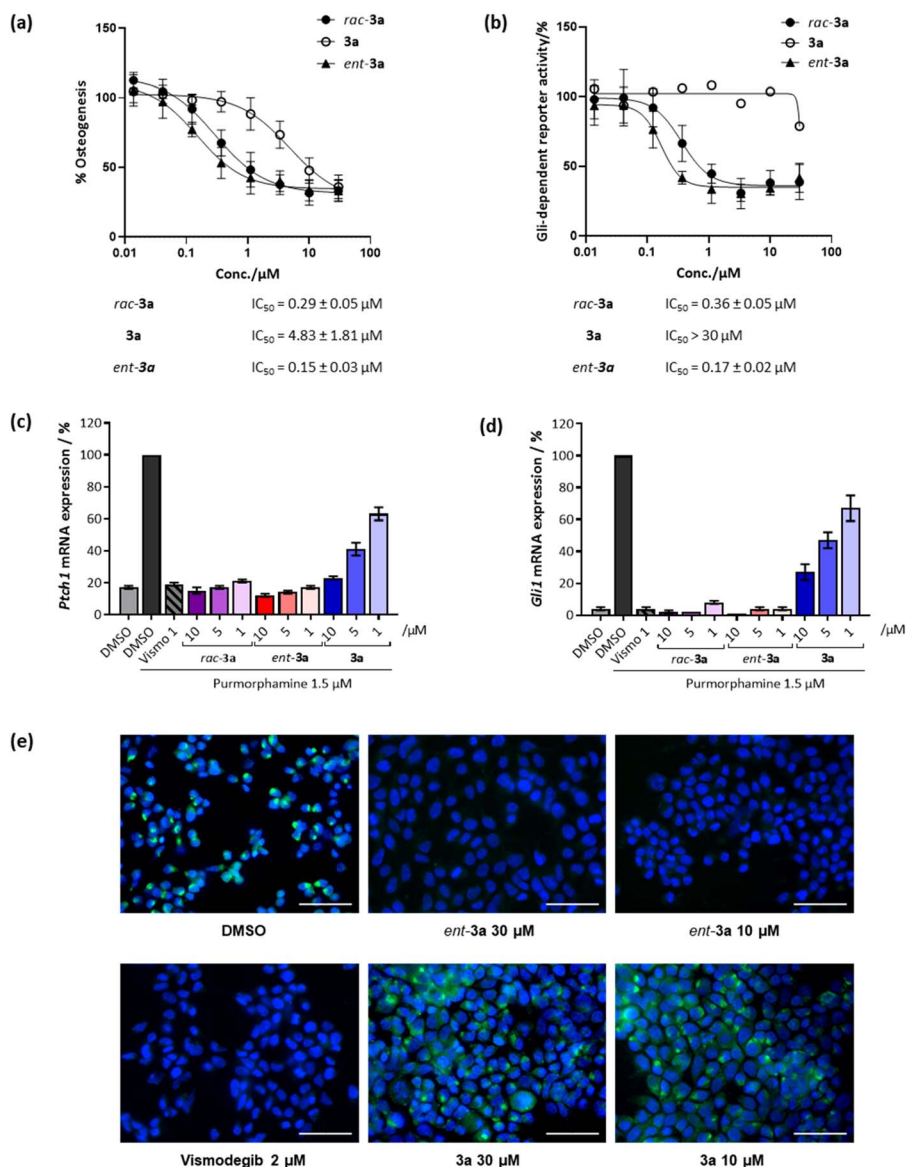 (a)
rac-3a
3a
ent-3a
% Osteogenesis
150
100
50
0
0.01 0.1 1 10 100
Conc./μM
rac-3a IC50 = 0.29 ± 0.05 μM
3a IC50 = 4.83 ± 1.81 μM
ent-3a IC50 = 0.15 ± 0.03 μM
(b)
rac-3a
3a
ent-3a
Gli-dependent reporter activity/%
150
100
50
0
0.01 0.1 1 10 100
Conc./μM
rac-3a IC50 = 0.36 ± 0.05 μM
3a IC50 > 30 μM
ent-3a IC50 = 0.17 ± 0.02 μM
(c)
Ptch1 mRNA expression / %
120
100
80
60
40
20
0
DMSO DMSO Vismo 1 10 5 1 10 5 1 10 5 1 /μM
rac-3a ent-3a 3a
Purmorphamine 1.5 μM
(d)
Gli1 mRNA expression / %
120
100
80
60
40
20
0
DMSO DMSO Vismo 1 10 5 1 10 5 1 10 5 1 /μM
rac-3a ent-3a 3a
Purmorphamine 1.5 μM
(e)
DMSO ent-3a 30 μM ent-3a 10 μM
Vismodegib 2 μM 3a 30 μM 3a 10 μM